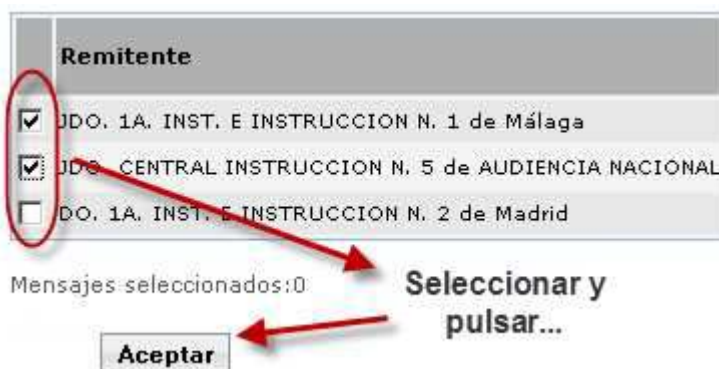 Remitente
JDO. 1A. INST. E INSTRUCCION N. 1 de Málaga
JDO. CENTRAL INSTRUCCION N. 5 de AUDIENCIA NACIONAL
DO. 1A. INST. E INSTRUCCION N. 2 de Madrid
Mensajes seleccionados:0
Seleccionar y
pulsar...
Aceptar